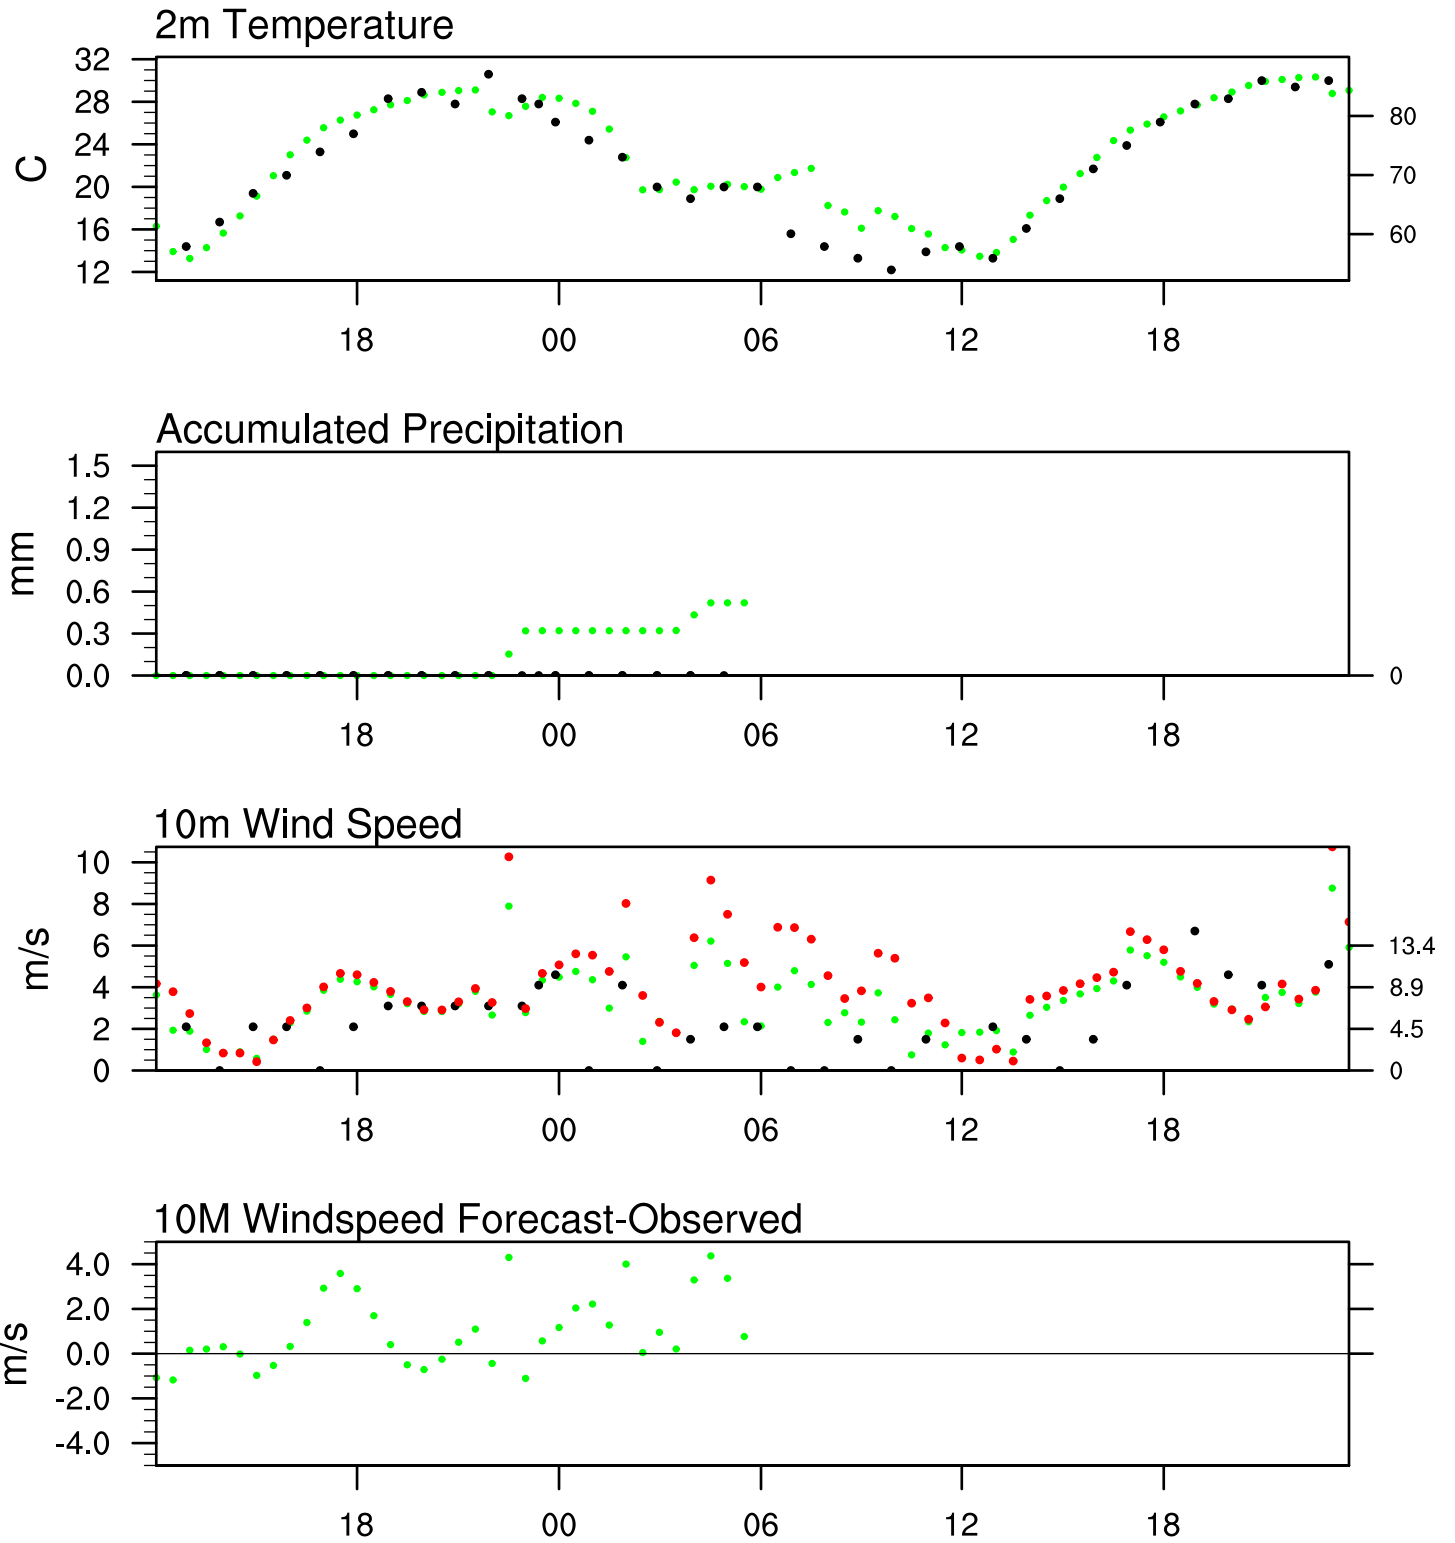 2m Temperature
32
28
24
20
16
12
C
80
70
60
18 00 06 12 18
Accumulated Precipitation
1.5
1.2
0.9
0.6
0.3
0.0
mm
0
18 00 06 12 18
10m Wind Speed
10
8
6
4
2
0
m/s
13.4
8.9
4.5
0
18 00 06 12 18
10M Windspeed Forecast-Observed
4.0
2.0
0.0
-2.0
-4.0
m/s
18 00 06 12 18